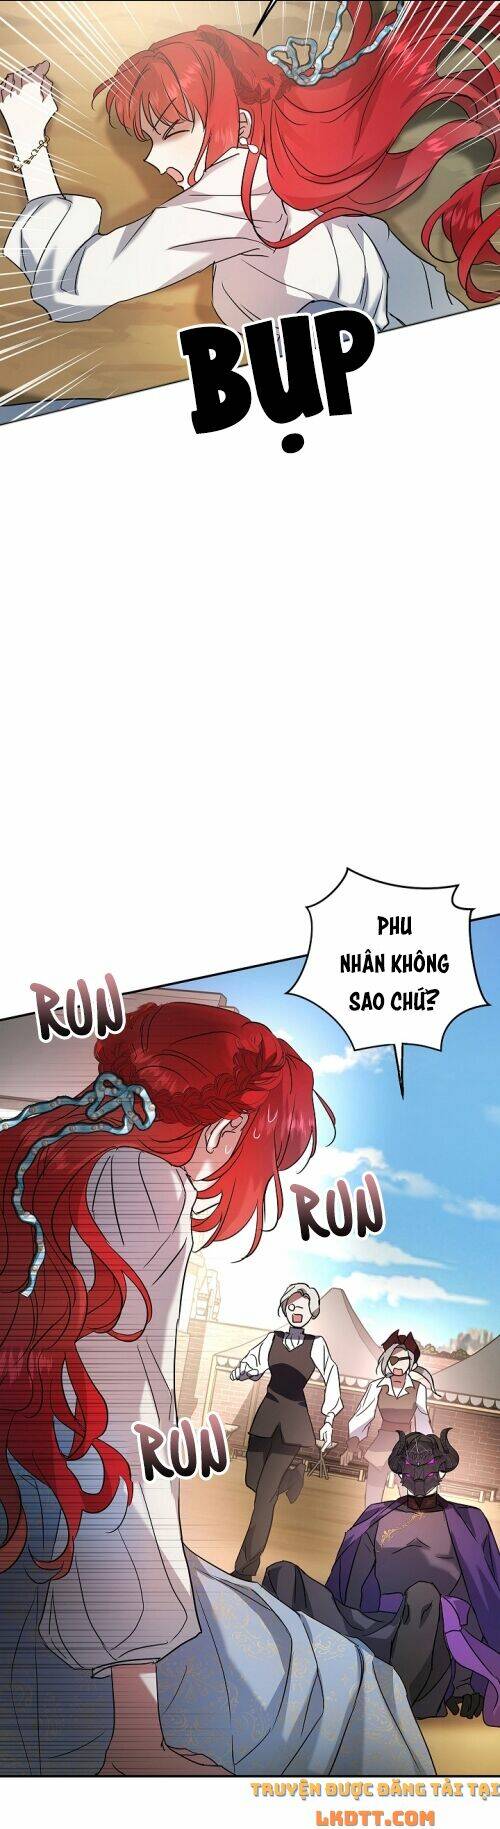 BỤP
PHU
NHÂN KHÔNG
SAO CHỨ?
RUN
RUN
RUN
TRUYỆN ĐƯỢC ĐĂNG TẢI TẠI
LKDTT.COM